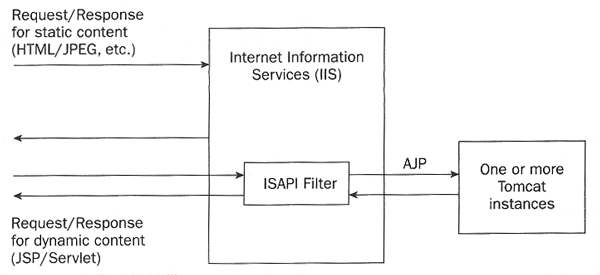 Request/Response
for static content
(HTML/JPEG, etc.)
Internet Information
Services (IIS)
ISAPI Filter
AJP
One or more
Tomcat
instances
Request/Response
for dynamic content
(JSP/Servlet)